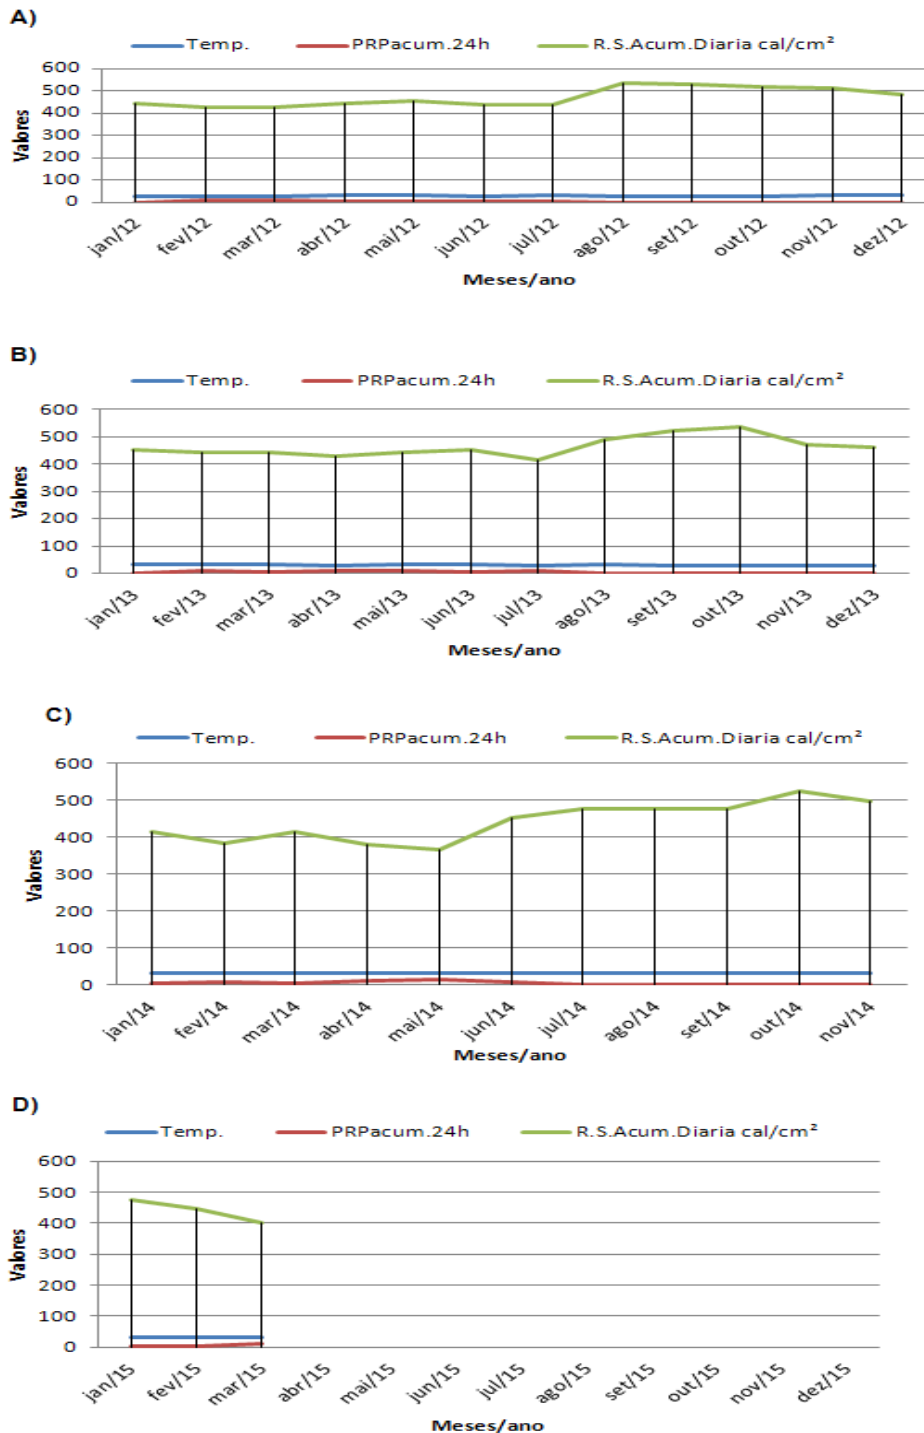 A)
Temp. PRPacum.24h R.S.Acum.Diaria cal/cm²
600
500
400
300
200
100
0
Valores
jan/12 fev/12 mar/12 abr/12 mai/12 jun/12 jul/12 ago/12 set/12 out/12 nov/12 dez/12
Meses/ano
B)
Temp. PRPacum.24h R.S.Acum.Diaria cal/cm²
600
500
400
300
200
100
0
Valores
jan/13 fev/13 mar/13 abr/13 mai/13 jun/13 jul/13 ago/13 set/13 out/13 nov/13 dez/13
Meses/ano
C)
Temp. PRPacum.24h R.S.Acum.Diaria cal/cm²
600
500
400
300
200
100
0
Valores
jan/14 fev/14 mar/14 abr/14 mai/14 jun/14 jul/14 ago/14 set/14 out/14 nov/14
Meses/ano
D)
Temp. PRPacum.24h R.S.Acum.Diaria cal/cm²
600
500
400
300
200
100
0
Valores
jan/15 fev/15 mar/15 abr/15 mai/15 jun/15 jul/15 ago/15 set/15 out/15 nov/15 dez/15
Meses/ano